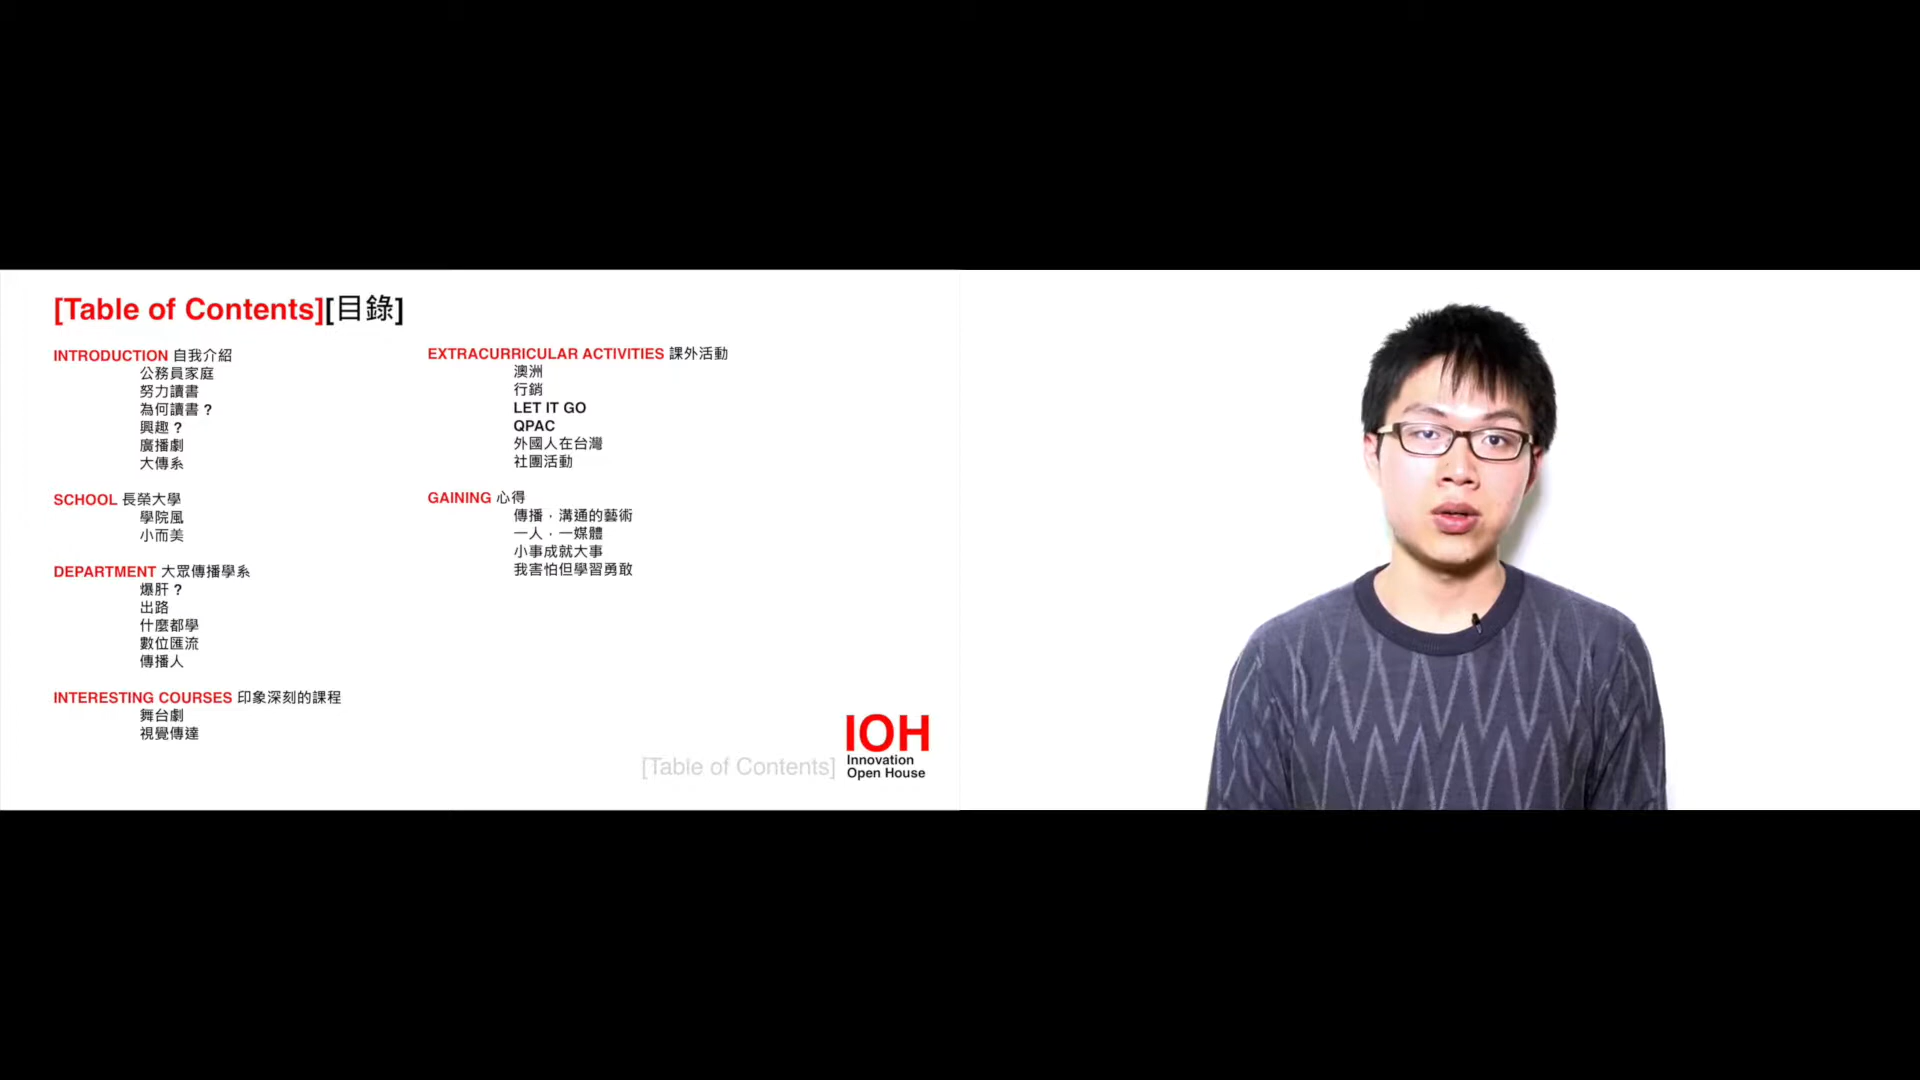 [Table of Contents][目錄]
INTRODUCTION 自我介紹
公務員家庭
努力讀書
為何讀書？
興趣？
廣播劇
大傳系
SCHOOL 長榮大學
學院風
小而美
DEPARTMENT 大眾傳播學系
爆肝？
出路
什麼都學
數位匯流
傳播人
INTERESTING COURSES 印象深刻的課程
舞台劇
視覺傳達
EXTRACURRICULAR ACTIVITIES 課外活動
澳洲
行銷
LET IT GO
QPAC
外國人在台灣
社團活動
GAINING 心得
傳播．溝通的藝術
一人．一媒體
小事成就大事
我害怕但學習勇敢
[Table of Contents]
IOH
Innovation
Open House